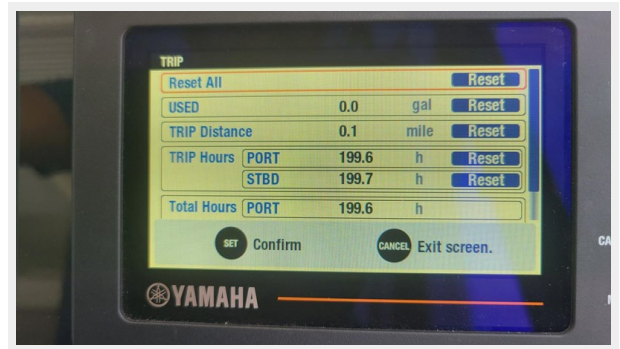 TRIP
Reset All Reset
USED 0.0 gal Reset
TRIP Distance 0.1 mile Reset
TRIP Hours PORT 199.6 h Reset
STBD 199.7 h Reset
Total Hours PORT 199.6 h
SET Confirm CANCEL Exit screen.
YAMAHA
CA